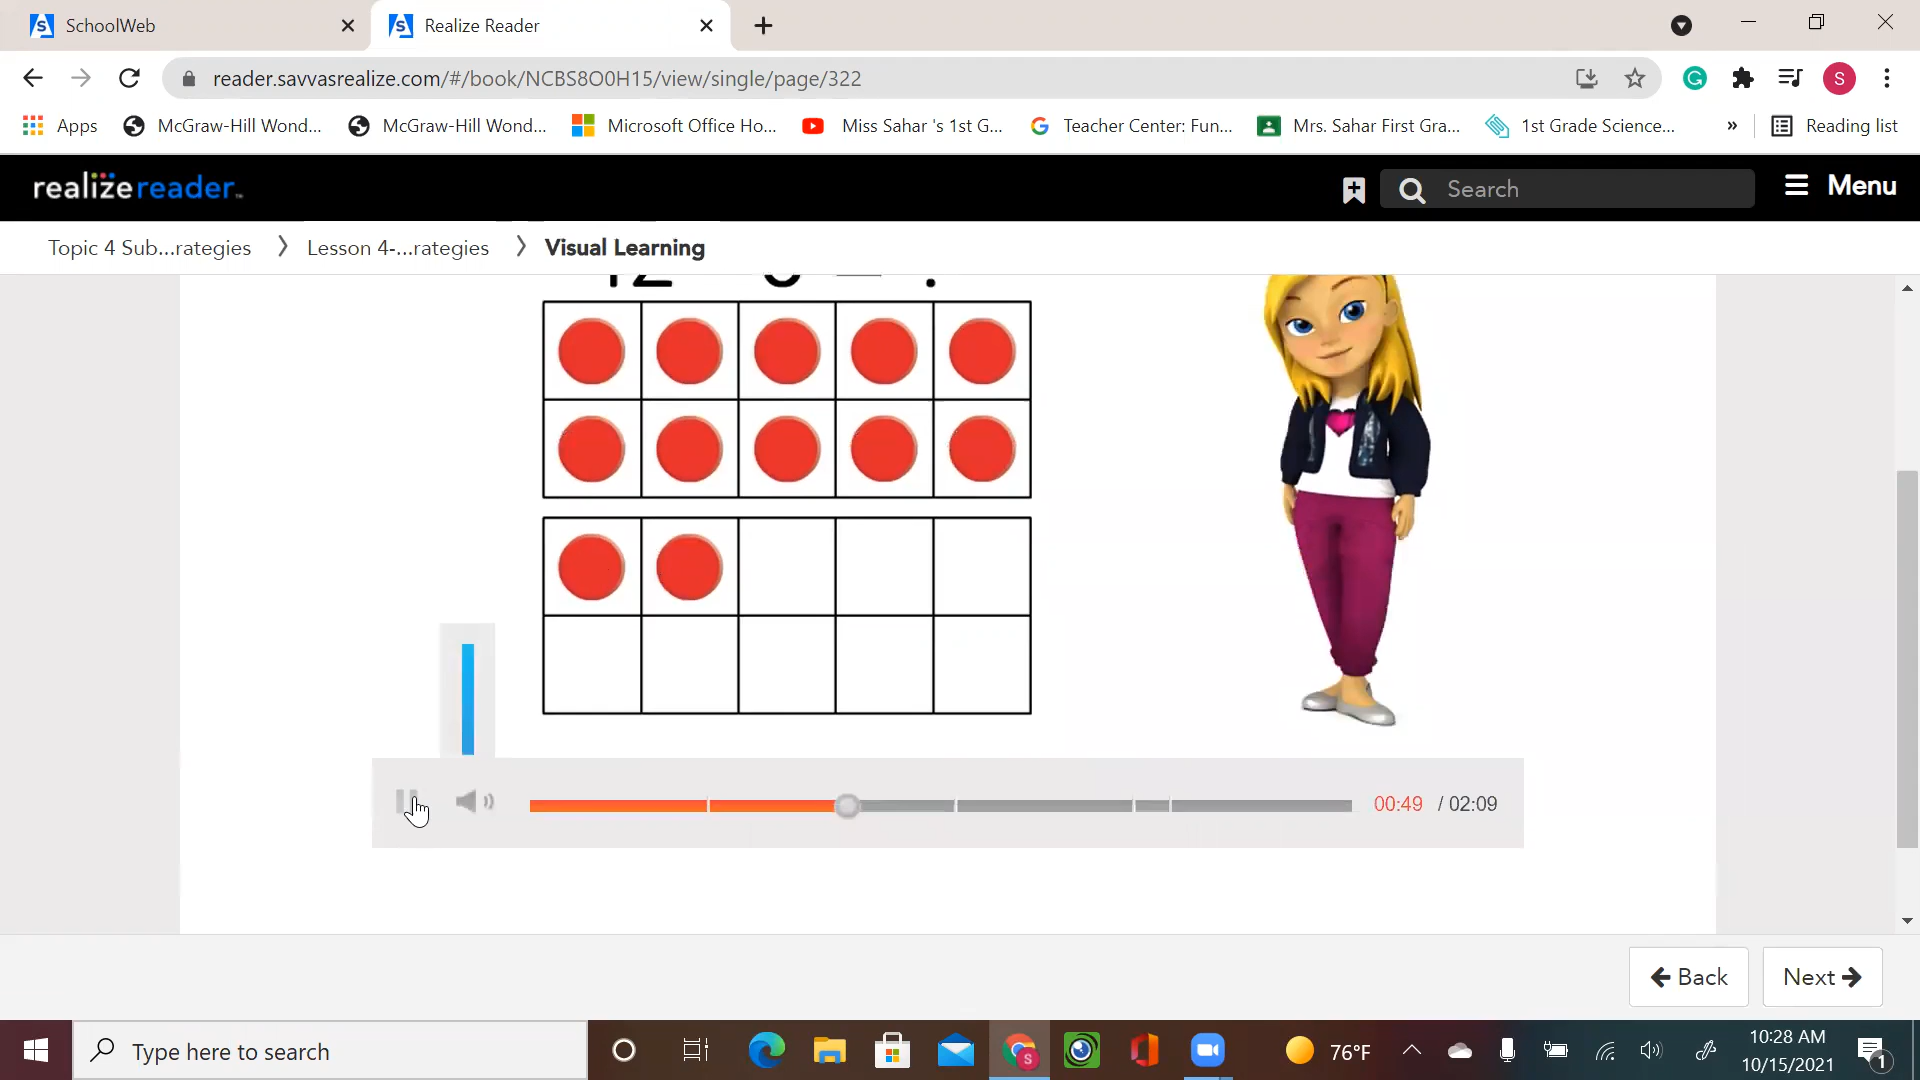 SchoolWeb
Realize Reader
reader.savvasrealize.com/#/book/NCBS8O0H15/view/single/page/322
S
Apps
McGraw-Hill Wond...
McGraw-Hill Wond...
Microsoft Office Ho...
Miss Sahar 's 1st G...
Teacher Center: Fun...
Mrs. Sahar First Gra...
1st Grade Science...
»
Reading list
realizereader™
Search
Menu
Topic 4 Sub...rategies
Lesson 4-...rategies
Visual Learning
00:49 / 02:09
Back
Next
Type here to search
76°F
10:28 AM
10/15/2021
1